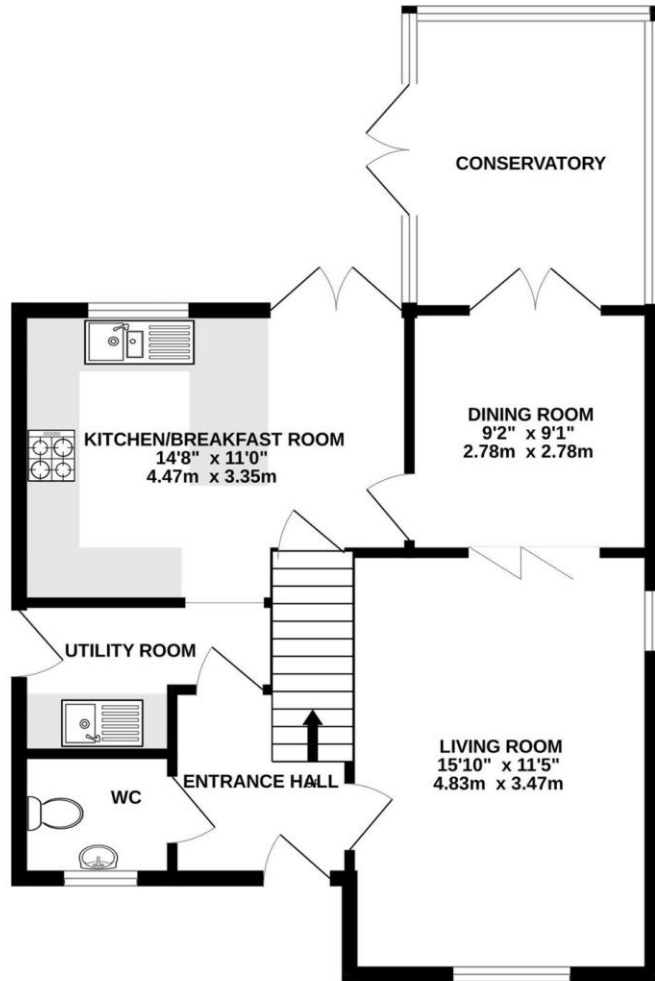 CONSERVATORY
DINING ROOM
9'2" x 9'1"
2.78m x 2.78m
KITCHEN/BREAKFAST ROOM
14'8" x 11'0"
4.47m x 3.35m
UTILITY ROOM
LIVING ROOM
15'10" x 11'5"
4.83m x 3.47m
ENTRANCE HALL
WC